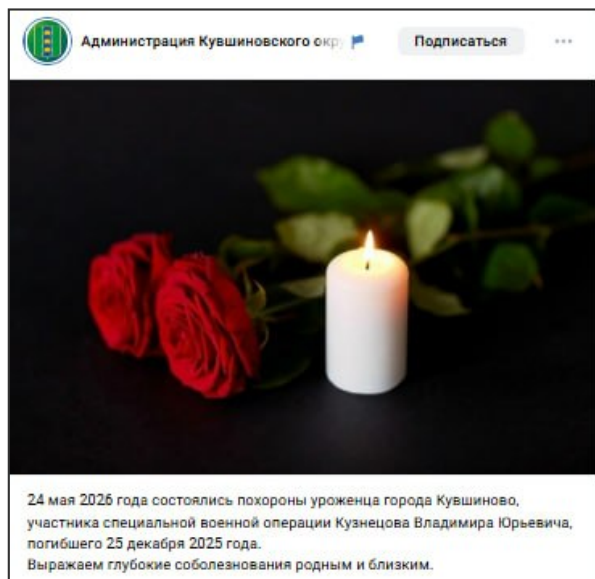 Администрация Кувшиновского окр
Подписаться
24 мая 2026 года состоялись похороны уроженца города Кувшиново,
участника специальной военной операции Кузнецова Владимира Юрьевича,
погибшего 25 декабря 2025 года.
Выражаем глубокие соболезнования родным и близким.